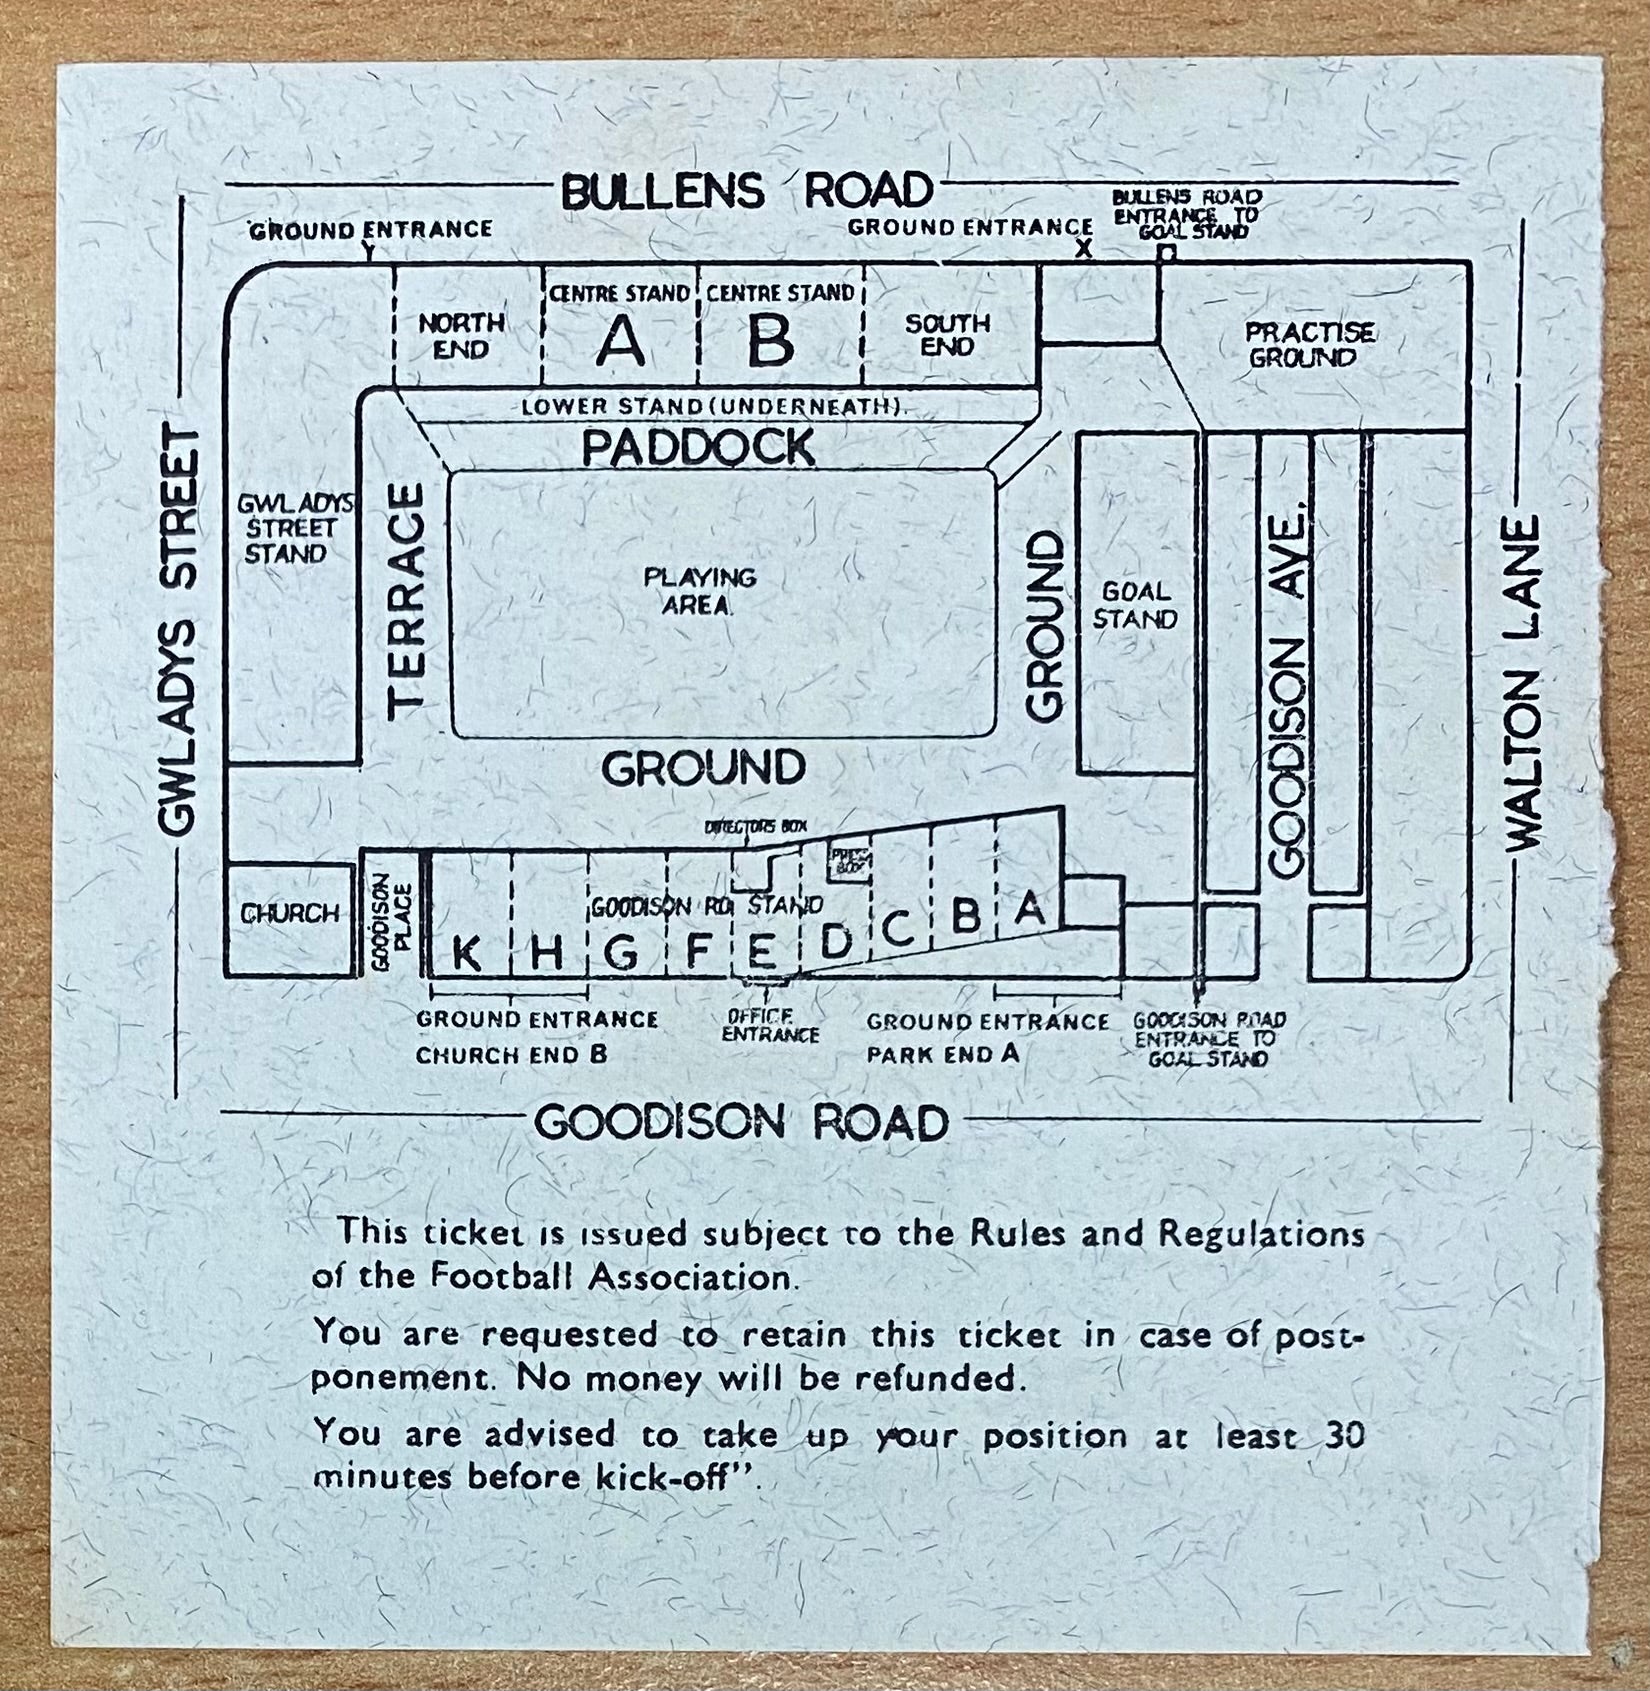 BULLENS ROAD
BULLENS ROAD
ENTRANCE TO
GOAL STAND
GROUND ENTRANCE
Y
GROUND ENTRANCE
X
NORTH
END
CENTRE STAND
A
CENTRE STAND
B
SOUTH
END
PRACTISE
GROUND
LOWER STAND (UNDERNEATH).
PADDOCK
GWLADYS STREET
GWLADYS
STREET
STAND
TERRACE
PLAYING
AREA.
GROUND
GOAL
STAND
GOODISON AVE.
WALTON LANE
GROUND
DIRECTORS BOX
PRESS
BOX
CHURCH
GOODISON
PLACE
GOODISON RD. STAND
K H G F E D C B A
GROUND ENTRANCE
CHURCH END B
OFFICE
ENTRANCE
GROUND ENTRANCE
PARK END A
GOODISON ROAD
ENTRANCE TO
GOAL STAND
GOODISON ROAD
This ticket is issued subject to the Rules and Regulations
of the Football Association.
You are requested to retain this ticket in case of post-
ponement. No money will be refunded.
You are advised to take up your position at least 30
minutes before kick-off”.